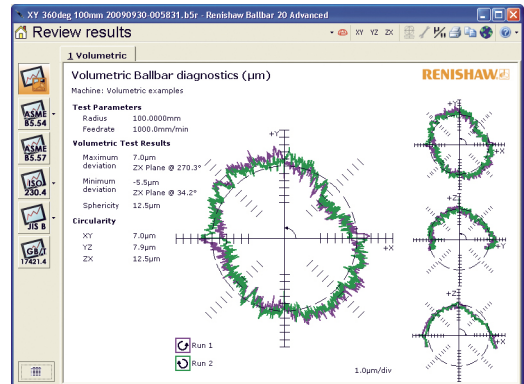 XY 360deg 100mm 20090930-005831.b5r - Renishaw Ballbar 20 Advanced
Review results
XY YZ ZX
1 Volumetric
Volumetric Ballbar diagnostics (µm)
RENISHAW
Machine: Volumetric examples
Test Parameters
Radius 100.0000mm
Feedrate 1000.0mm/min
Volumetric Test Results
Maximum deviation 7.0µm
ZX Plane @ 270.3°
Minimum deviation -5.5µm
ZX Plane @ 34.2°
Sphericity 12.5µm
Circularity
XY 7.0µm
YZ 7.9µm
ZX 12.5µm
+Y
+X
Run 1
Run 2
1.0µm/div
+Y
+X
+Z
+Y
+Z
+X
ASME
B5.54
ASME
B5.57
ISO
230.4
JIS B
GB/T
17421.4